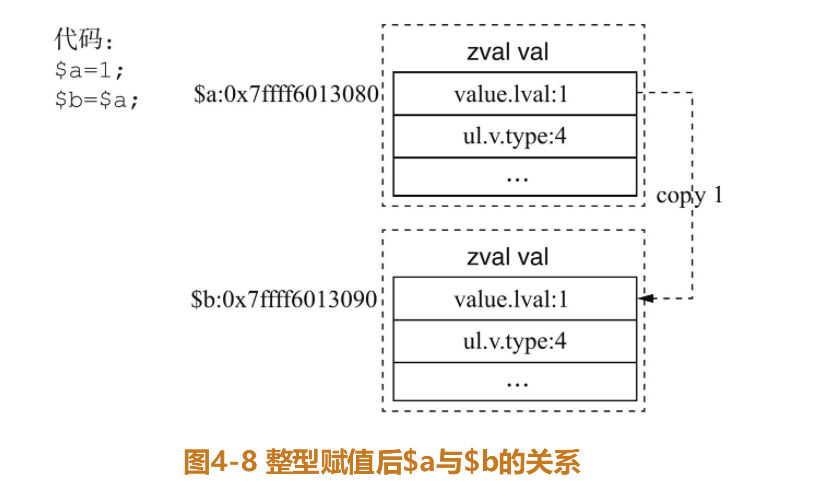 代码：
$a=1;
$b=$a;
zval val
$a:0x7ffff6013080
value.lval:1
ul.v.type:4
…
copy 1
zval val
$b:0x7ffff6013090
value.lval:1
ul.v.type:4
…
图4-8 整型赋值后$a与$b的关系